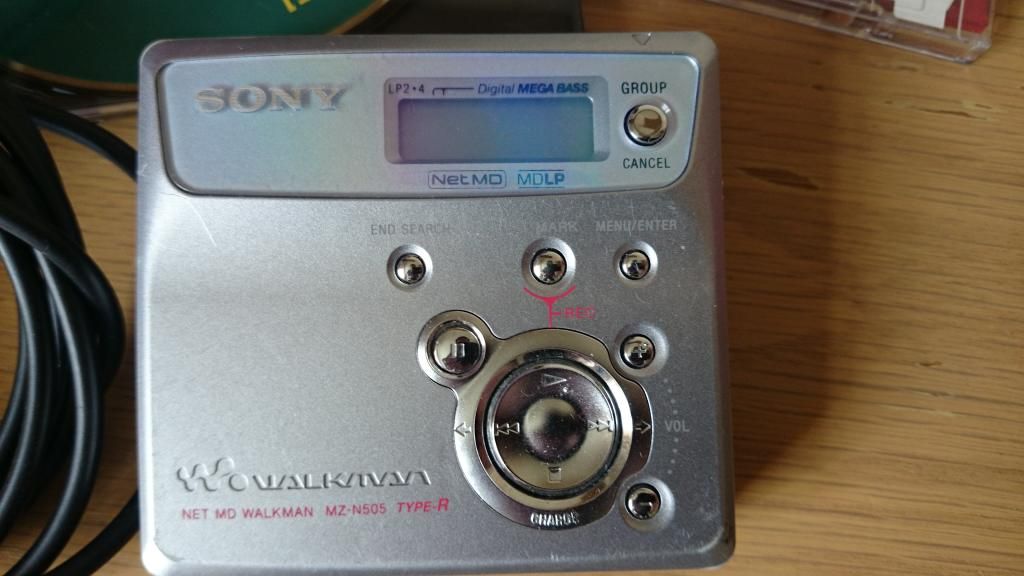 SONY
LP2•4
Digital MEGA BASS
GROUP
CANCEL
Net MD
MDLP
END SEARCH
MARK
MENU/ENTER
REC
VOL
WALKMAN
NET MD WALKMAN MZ-N505 TYPE-R
CHARGE